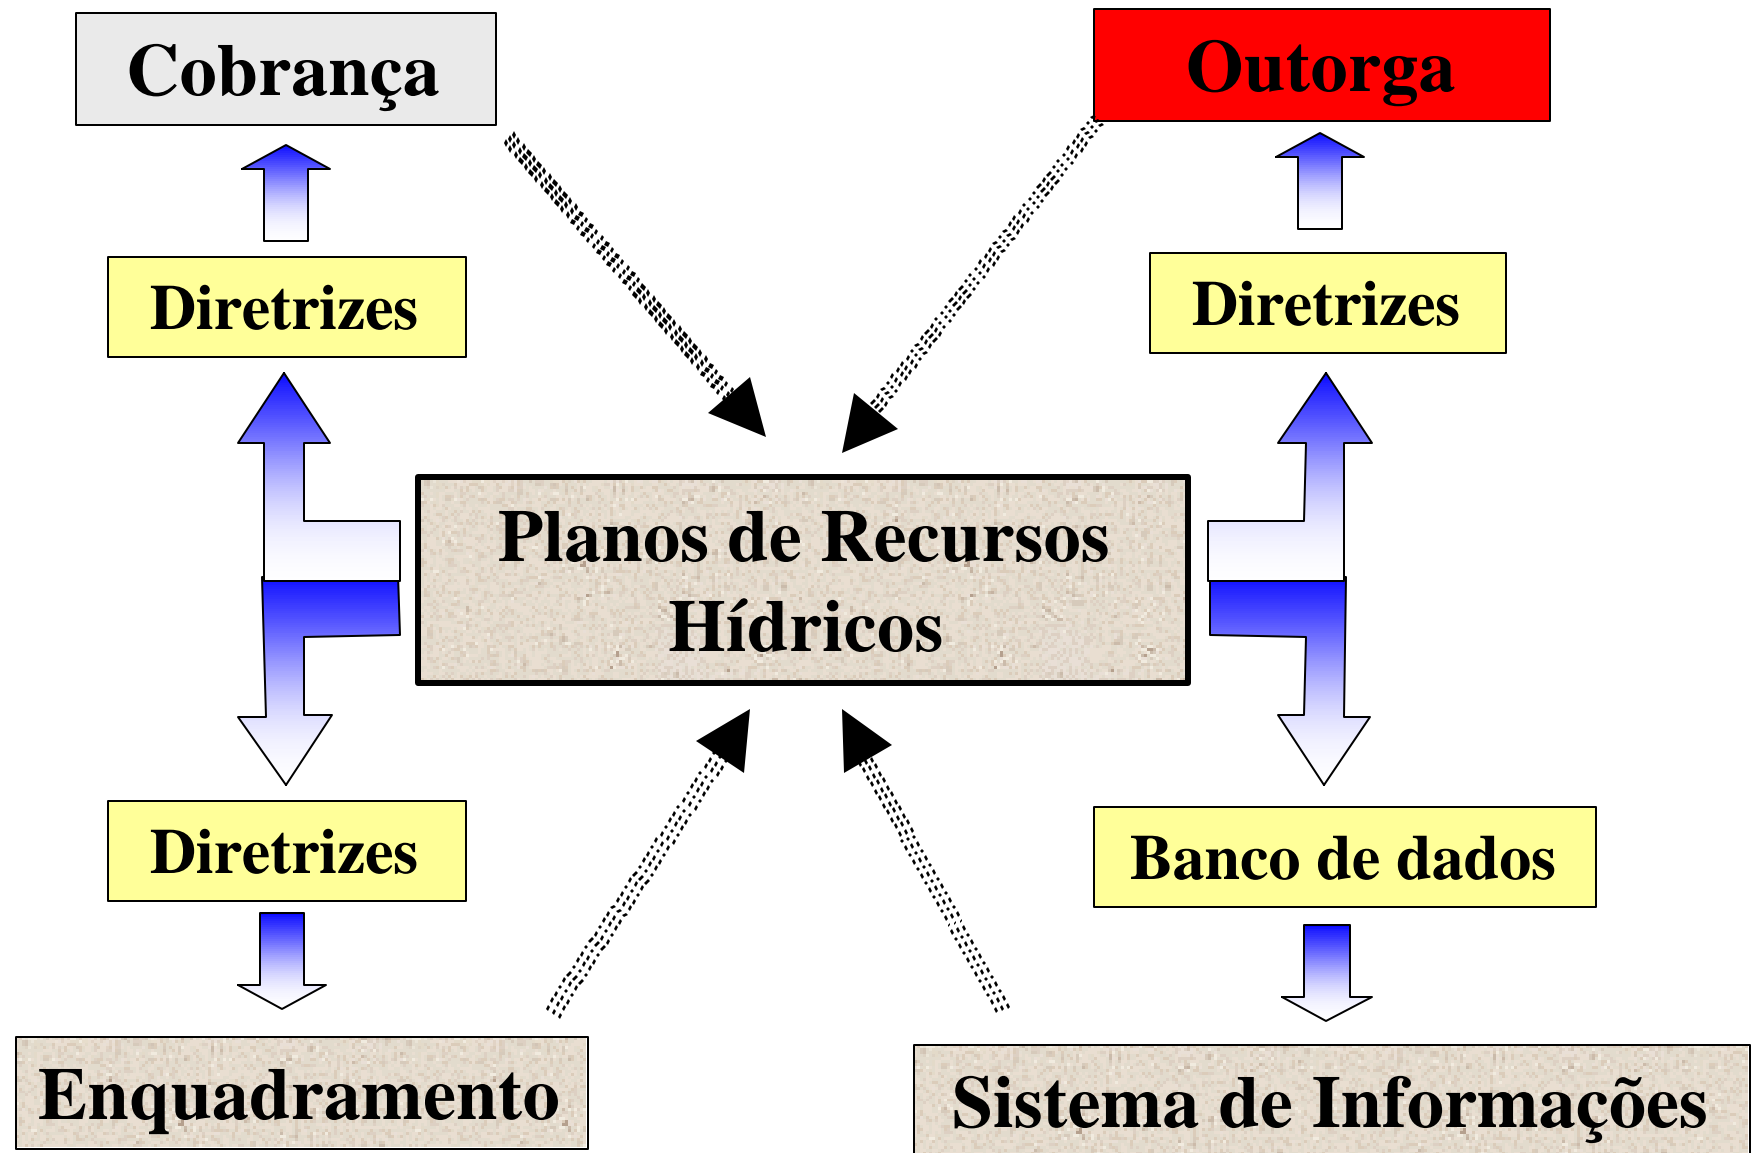 Cobrança
Outorga
Diretrizes
Diretrizes
Planos de Recursos
Hídricos
Diretrizes
Banco de dados
Enquadramento
Sistema de Informações